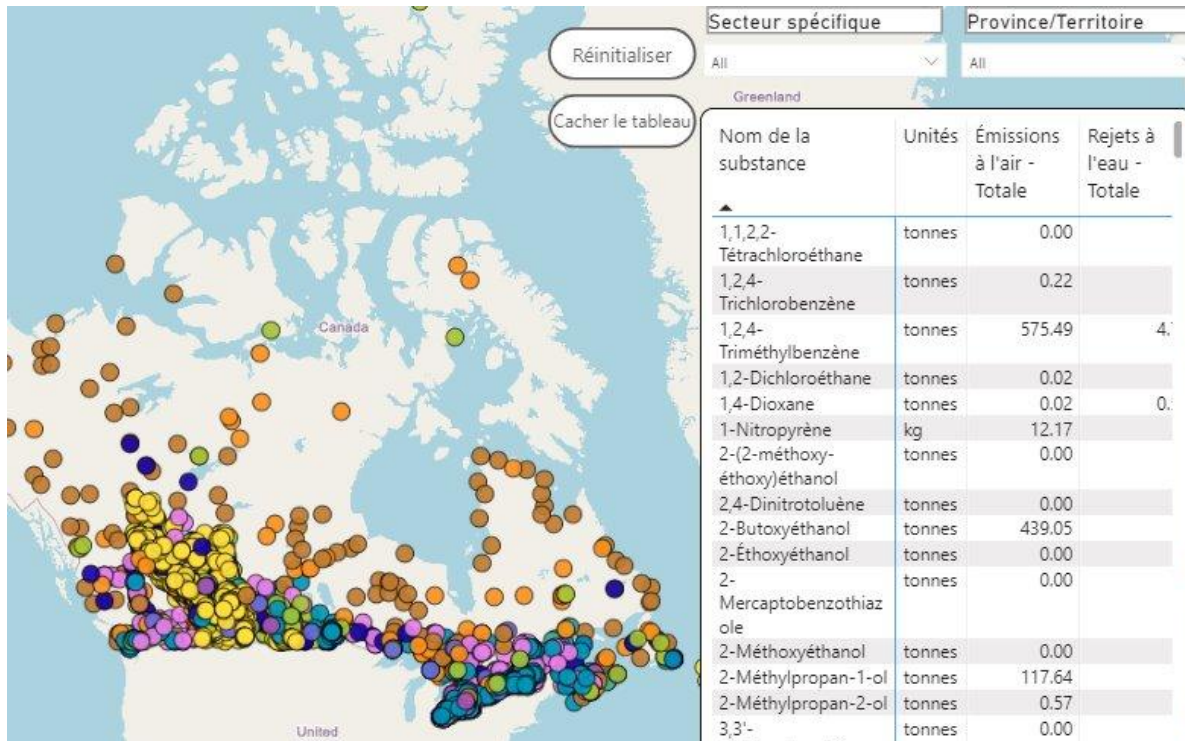 Secteur spécifique
Province/Territoire
Réinitialiser
All
All
Greenland
Cacher le tableau
Nom de la substance Unités Émissions à l'air - Totale Rejets à l'eau - Totale
1,1,2,2-
Tétrachloroéthane tonnes 0.00
1,2,4-
Trichlorobenzène tonnes 0.22
1,2,4-
Triméthylbenzène tonnes 575.49 4.
1,2-Dichloroéthane tonnes 0.02
1,4-Dioxane tonnes 0.02 0.
1-Nitropyrène kg 12.17
2-(2-méthoxy-
éthoxy)éthanol tonnes 0.00
2,4-Dinitrotoluène tonnes 0.00
2-Butoxyéthanol tonnes 439.05
2-Éthoxyéthanol tonnes 0.00
2-
Mercaptobenzothiaz
ole tonnes 0.00
2-Méthoxyéthanol tonnes 0.00
2-Méthylpropan-1-ol tonnes 117.64
2-Méthylpropan-2-ol tonnes 0.57
3,3'- tonnes 0.00
Canada
United